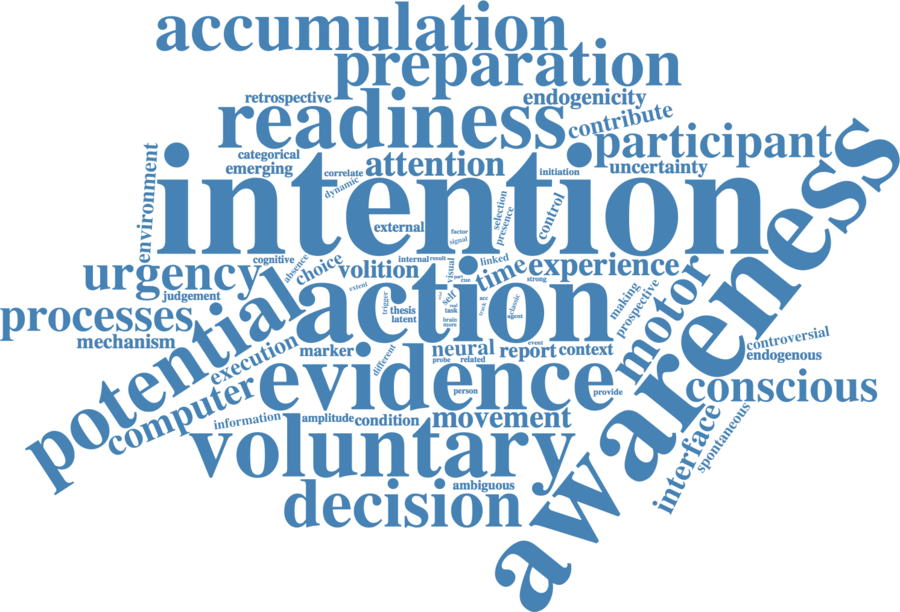 accumulation
preparation
retrospective
endogenicity
readiness
contribute
participant
categorical
attention
uncertainty
emerging
correlate
initiation
dynamic
environment
intention
awareness
selection
presence
control
external
factor
signal
cognitive
absence
choice
volition
internal
result
visual
linked
time
experience
urgency
judgement
potential
extent
action
cue
strong
self
trigger
thesis
latent
task
brain
more
acc
track
classic
agent
making
prospective
motor
processes
mechanism
execution
marker
different
neural
report
event
context
probe
related
controversial
endogenous
computer
evidence
person
provide
conscious
information
amplitude
condition
movement
interface
spontaneous
voluntary
ambiguous
decision